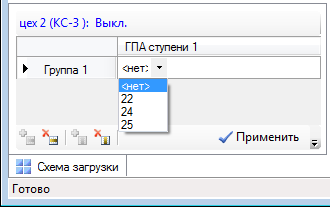 цех 2 (КС-3 ): Выкл.
ГПА ступени 1
Группа 1
<нет>
<нет>
22
24
25
Применить
Схема загрузки
Готово